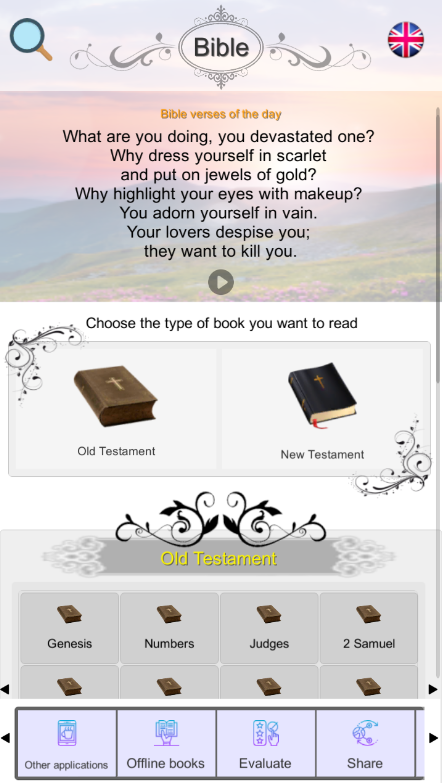 Bible
Bible verses of the day
What are you doing, you devastated one?
Why dress yourself in scarlet
and put on jewels of gold?
Why highlight your eyes with makeup?
You adorn yourself in vain.
Your lovers despise you;
they want to kill you.
Choose the type of book you want to read
Old Testament
New Testament
Old Testament
Genesis
Numbers
Judges
2 Samuel
Other applications
Offline books
Evaluate
Share